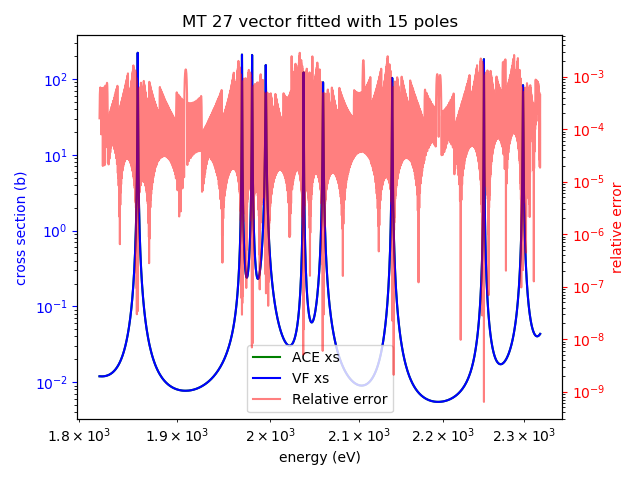 MT 27 vector fitted with 15 poles
10²
10¹
10⁰
10⁻¹
10⁻²
cross section (b)
10⁻³
10⁻⁴
10⁻⁵
10⁻⁶
10⁻⁷
10⁻⁸
10⁻⁹
relative error
ACE xs
VF xs
Relative error
1.8 × 10³ 1.9 × 10³ 2 × 10³ 2.1 × 10³ 2.2 × 10³ 2.3 × 10³
energy (eV)